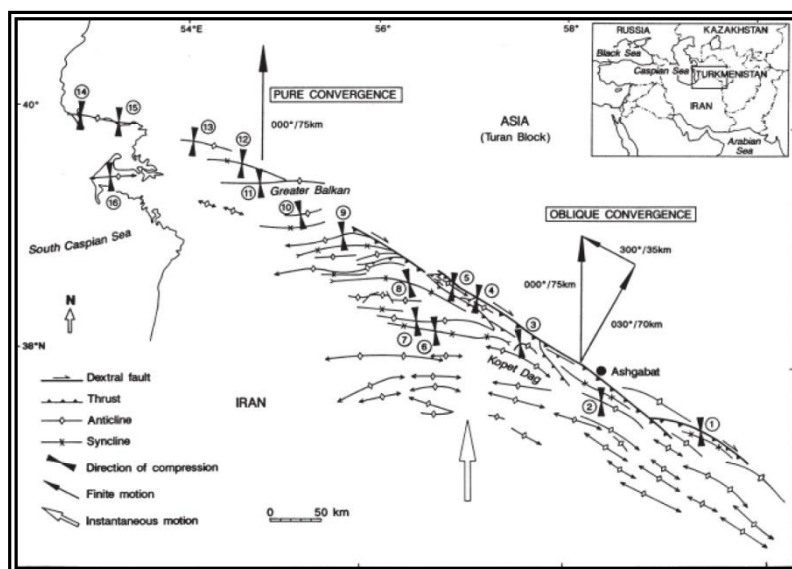 54°E
56°
58°
RUSSIA
KAZAKHSTAN
Black Sea
Caspian Sea
TURKMENISTAN
IRAN
Arabian Sea
40°
14
15
13
12
11
16
PURE CONVERGENCE
000°/75km
ASIA
(Turan Block)
Greater Balkan
10
9
South Caspian Sea
OBLIQUE CONVERGENCE
300°/35km
000°/75km
030°/70km
N
8
5
4
3
7
6
38°N
Kopet Dag
Ashgabat
2
1
IRAN
Dextral fault
Thrust
Anticline
Syncline
Direction of compression
Finite motion
Instantaneous motion
0 50 km